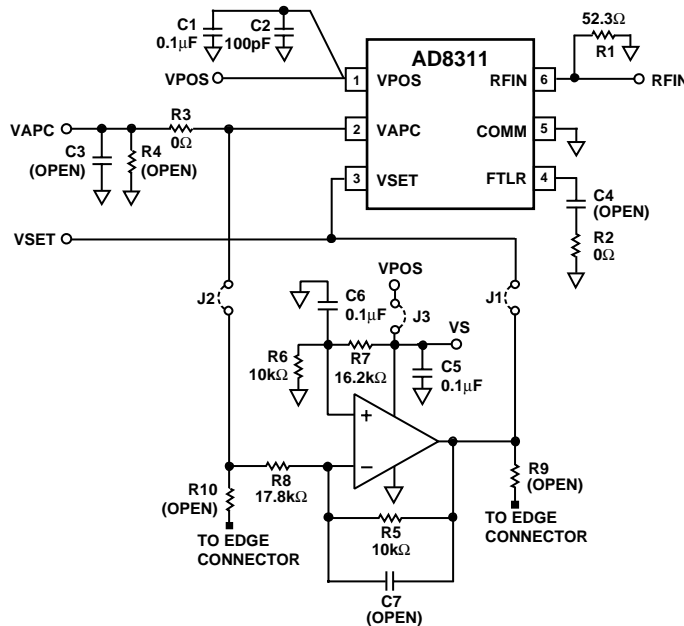 C1
0.1μF
C2
100pF
52.3Ω
R1
AD8311
VPOS
1
VPOS
RFIN
6
RFIN
VAPC
R3
0Ω
2
VAPC
COMM
5
C3
(OPEN)
R4
(OPEN)
3
VSET
FTLR
4
C4
(OPEN)
R2
0Ω
VSET
J2
VPOS
J1
C6
0.1μF
J3
VS
R6
10kΩ
R7
16.2kΩ
C5
0.1μF
+
−
R8
17.8kΩ
R10
(OPEN)
TO EDGE
CONNECTOR
R9
(OPEN)
TO EDGE
CONNECTOR
R5
10kΩ
C7
(OPEN)